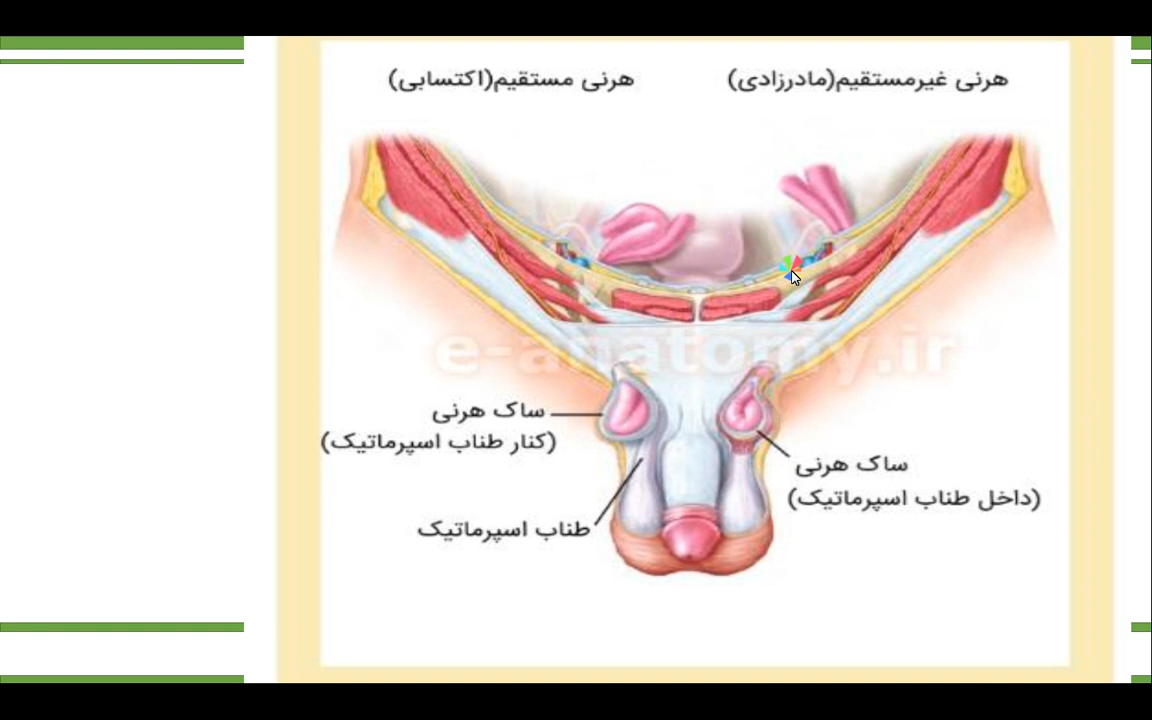 هرنی غیرمستقیم(مادرزادی)
هرنی مستقیم(اکتسابی)
e-anatomy.ir
ساک هرنی
(کنار طناب اسپرماتیک)
ساک هرنی
(داخل طناب اسپرماتیک)
طناب اسپرماتیک